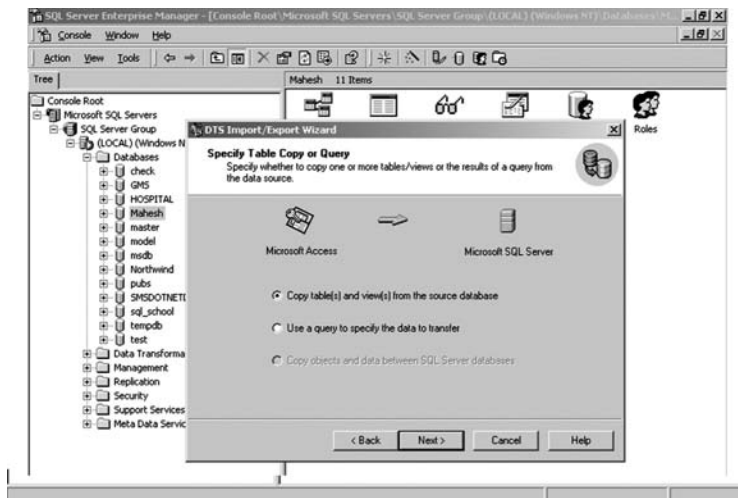 SQL Server Enterprise Manager - [Console Root\Microsoft SQL Servers\SQL Server Group\(LOCAL) (Windows NT)\Databases\
Console Window Help
Action View Tools
Tree
Mahesh 11 Items
Console Root
Microsoft SQL Servers
SQL Server Group
(LOCAL) (Windows N
Databases
check
GMS
HOSPITAL
Mahesh
master
model
msdb
Northwind
pubs
SMSDOTNET
sql_school
tempdb
test
Data Transforma
Management
Replication
Security
Support Services
Meta Data Servic
Roles
DTS Import/Export Wizard
Specify Table Copy or Query
Specify whether to copy one or more tables/views or the results of a query from
the data source.
Microsoft Access
Microsoft SQL Server
Copy table(s) and view(s) from the source database
Use a query to specify the data to transfer
Copy objects and data between SQL Server databases
< Back
Next >
Cancel
Help